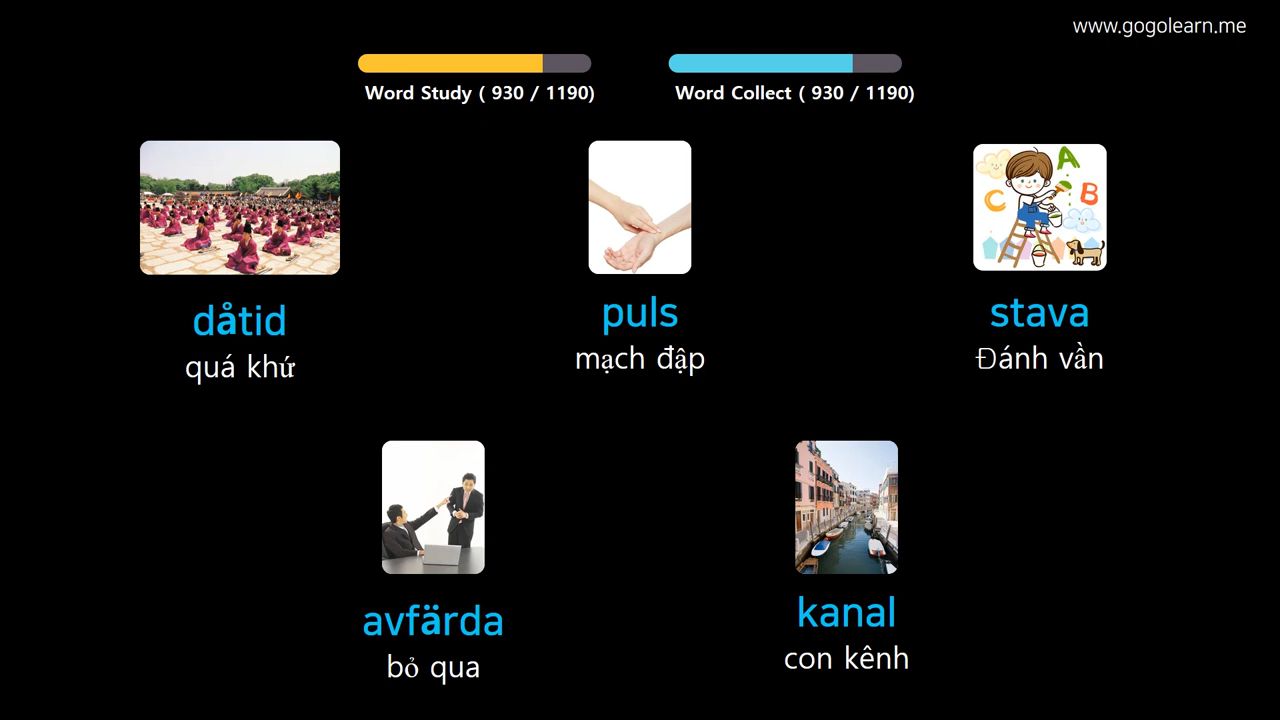 www.gogolearn.me
Word Study ( 930 / 1190)
Word Collect ( 930 / 1190)
A
B
C
dåtid
quá khứ
puls
mạch đập
stava
Đánh vần
avfärda
bỏ qua
kanal
con kênh